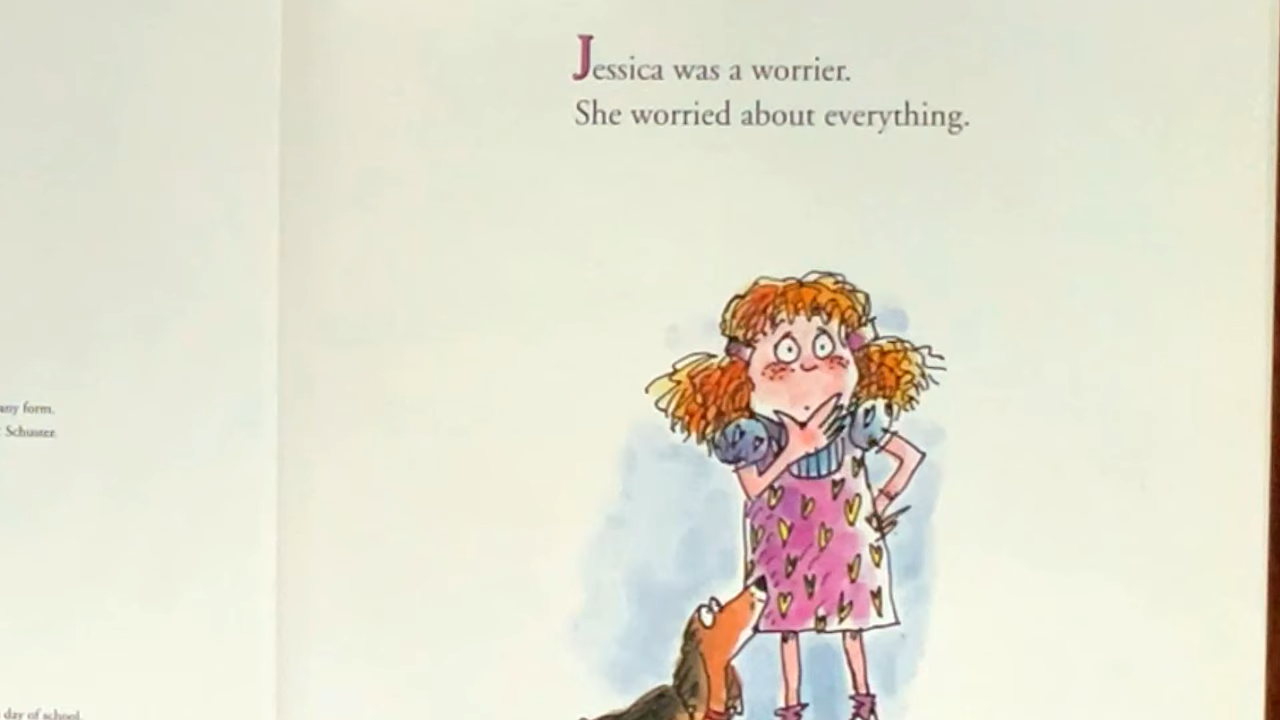 any form.
Schuster.
day of school.
Jessica was a worrier.
She worried about everything.